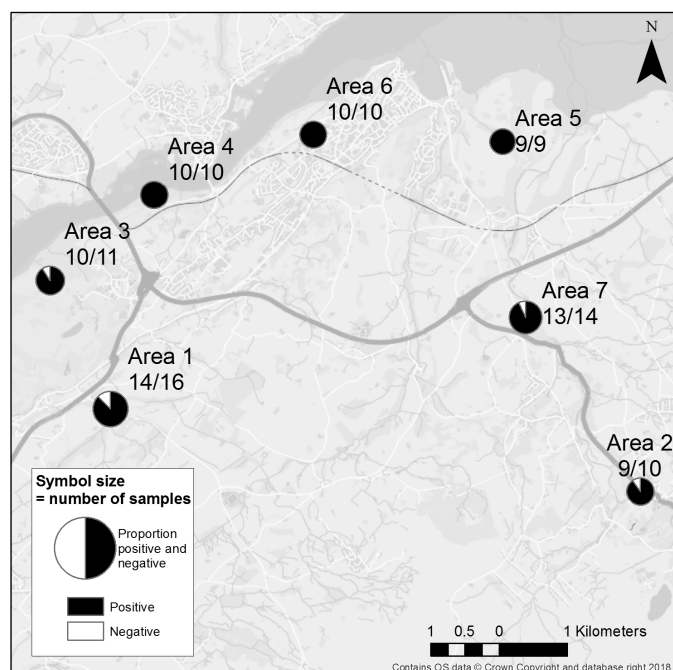 N
Area 6
10/10
Area 5
9/9
Area 4
10/10
Area 3
10/11
Area 7
13/14
Area 1
14/16
Area 2
9/10
Symbol size
= number of samples
Proportion
positive and
negative
Positive
Negative
1 0.5 0 1 Kilometers
Contains OS data © Crown Copyright and database right 2018